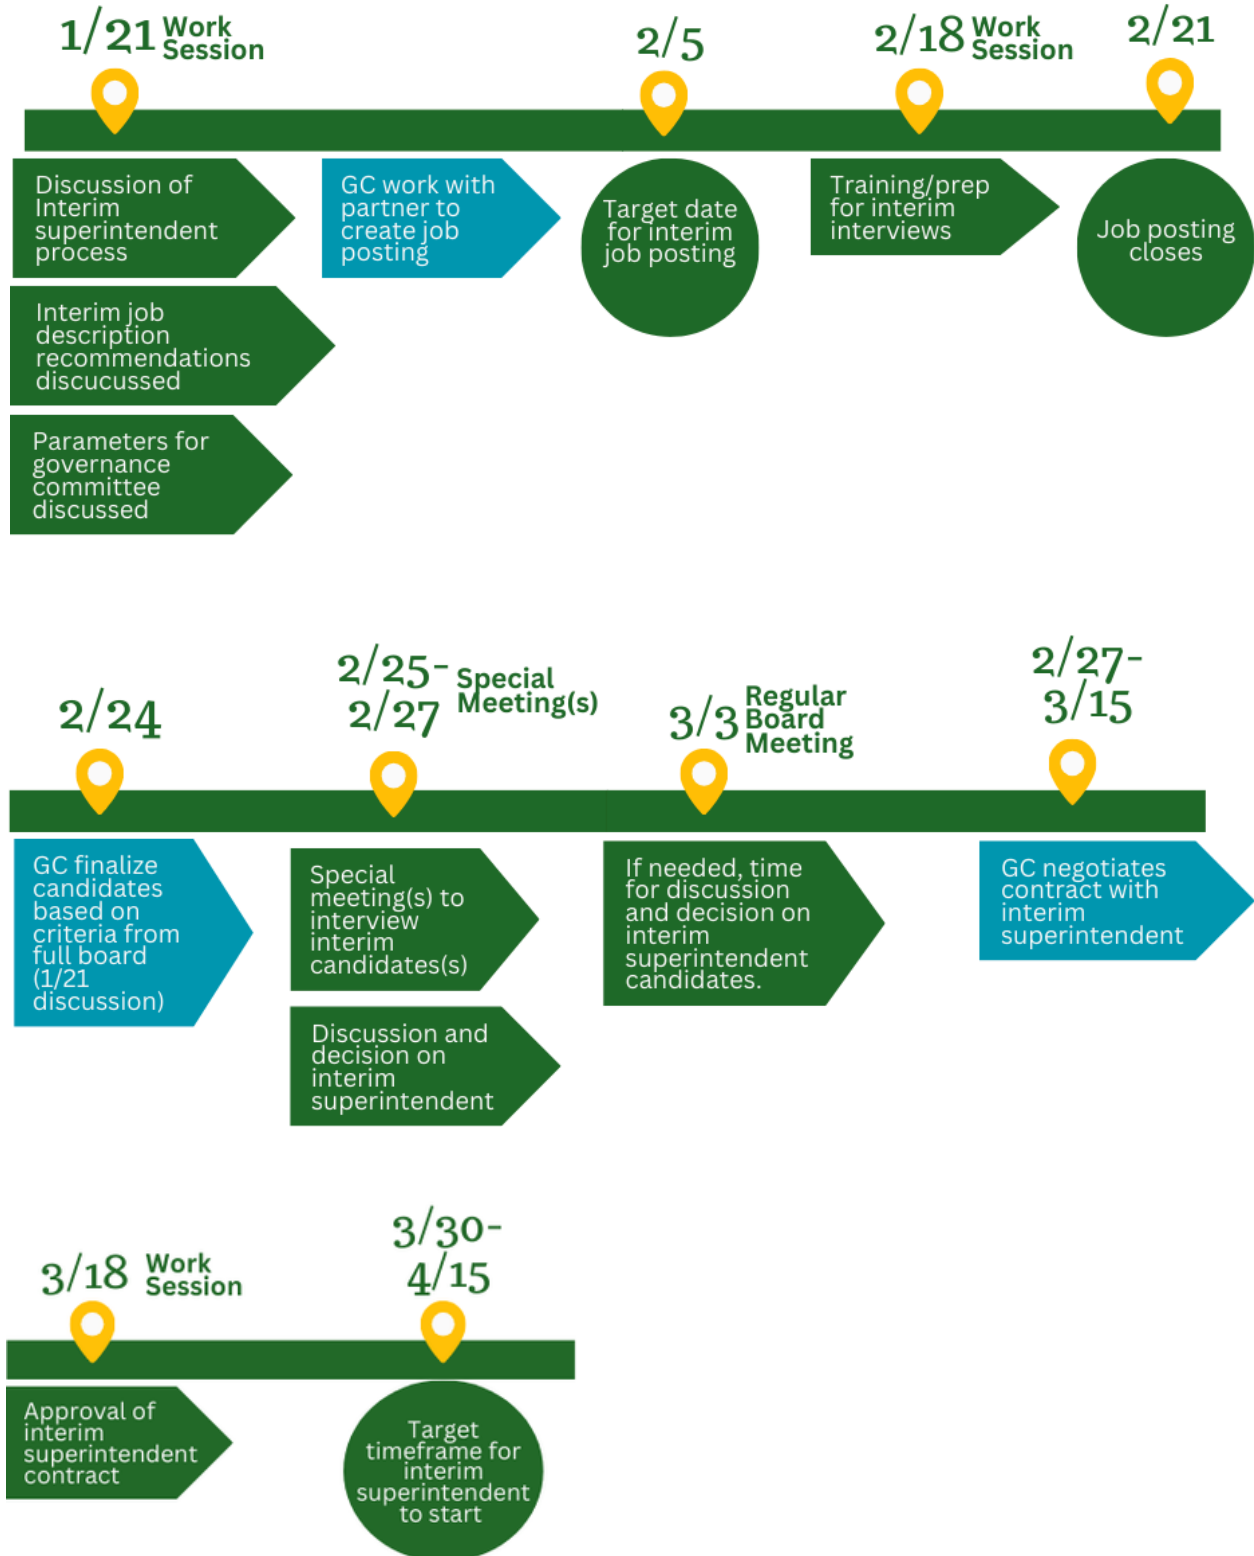 1/21 Work
Session
2/5
2/18 Work
Session
2/21
Discussion of
Interim
superintendent
process
Interim job
description
recommendations
discucussed
Parameters for
governance
committee
discussed
GC work with
partner to
create job
posting
Target date
for interim
job posting
Training/prep
for interim
interviews
Job posting
closes
2/24
2/25-
2/27
Special
Meeting(s)
3/3
Regular
Board
Meeting
2/27-
3/15
GC finalize
candidates
based on
criteria from
full board
(1/21
discussion)
Special
meeting(s) to
interview
interim
candidates(s)
Discussion and
decision on
interim
superintendent
If needed, time
for discussion
and decision on
interim
superintendent
candidates.
GC negotiates
contract with
interim
superintendent
3/18 Work
Session
3/30-
4/15
Approval of
interim
superintendent
contract
Target
timeframe for
interim
superintendent
to start